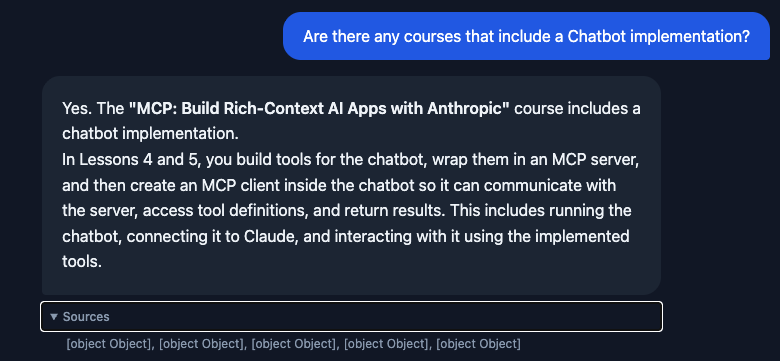 Are there any courses that include a Chatbot implementation?
Yes. The "MCP: Build Rich-Context AI Apps with Anthropic" course includes a
chatbot implementation.
In Lessons 4 and 5, you build tools for the chatbot, wrap them in an MCP server,
and then create an MCP client inside the chatbot so it can communicate with
the server, access tool definitions, and return results. This includes running the
chatbot, connecting it to Claude, and interacting with it using the implemented
tools.
▼ Sources
[object Object], [object Object], [object Object], [object Object], [object Object]